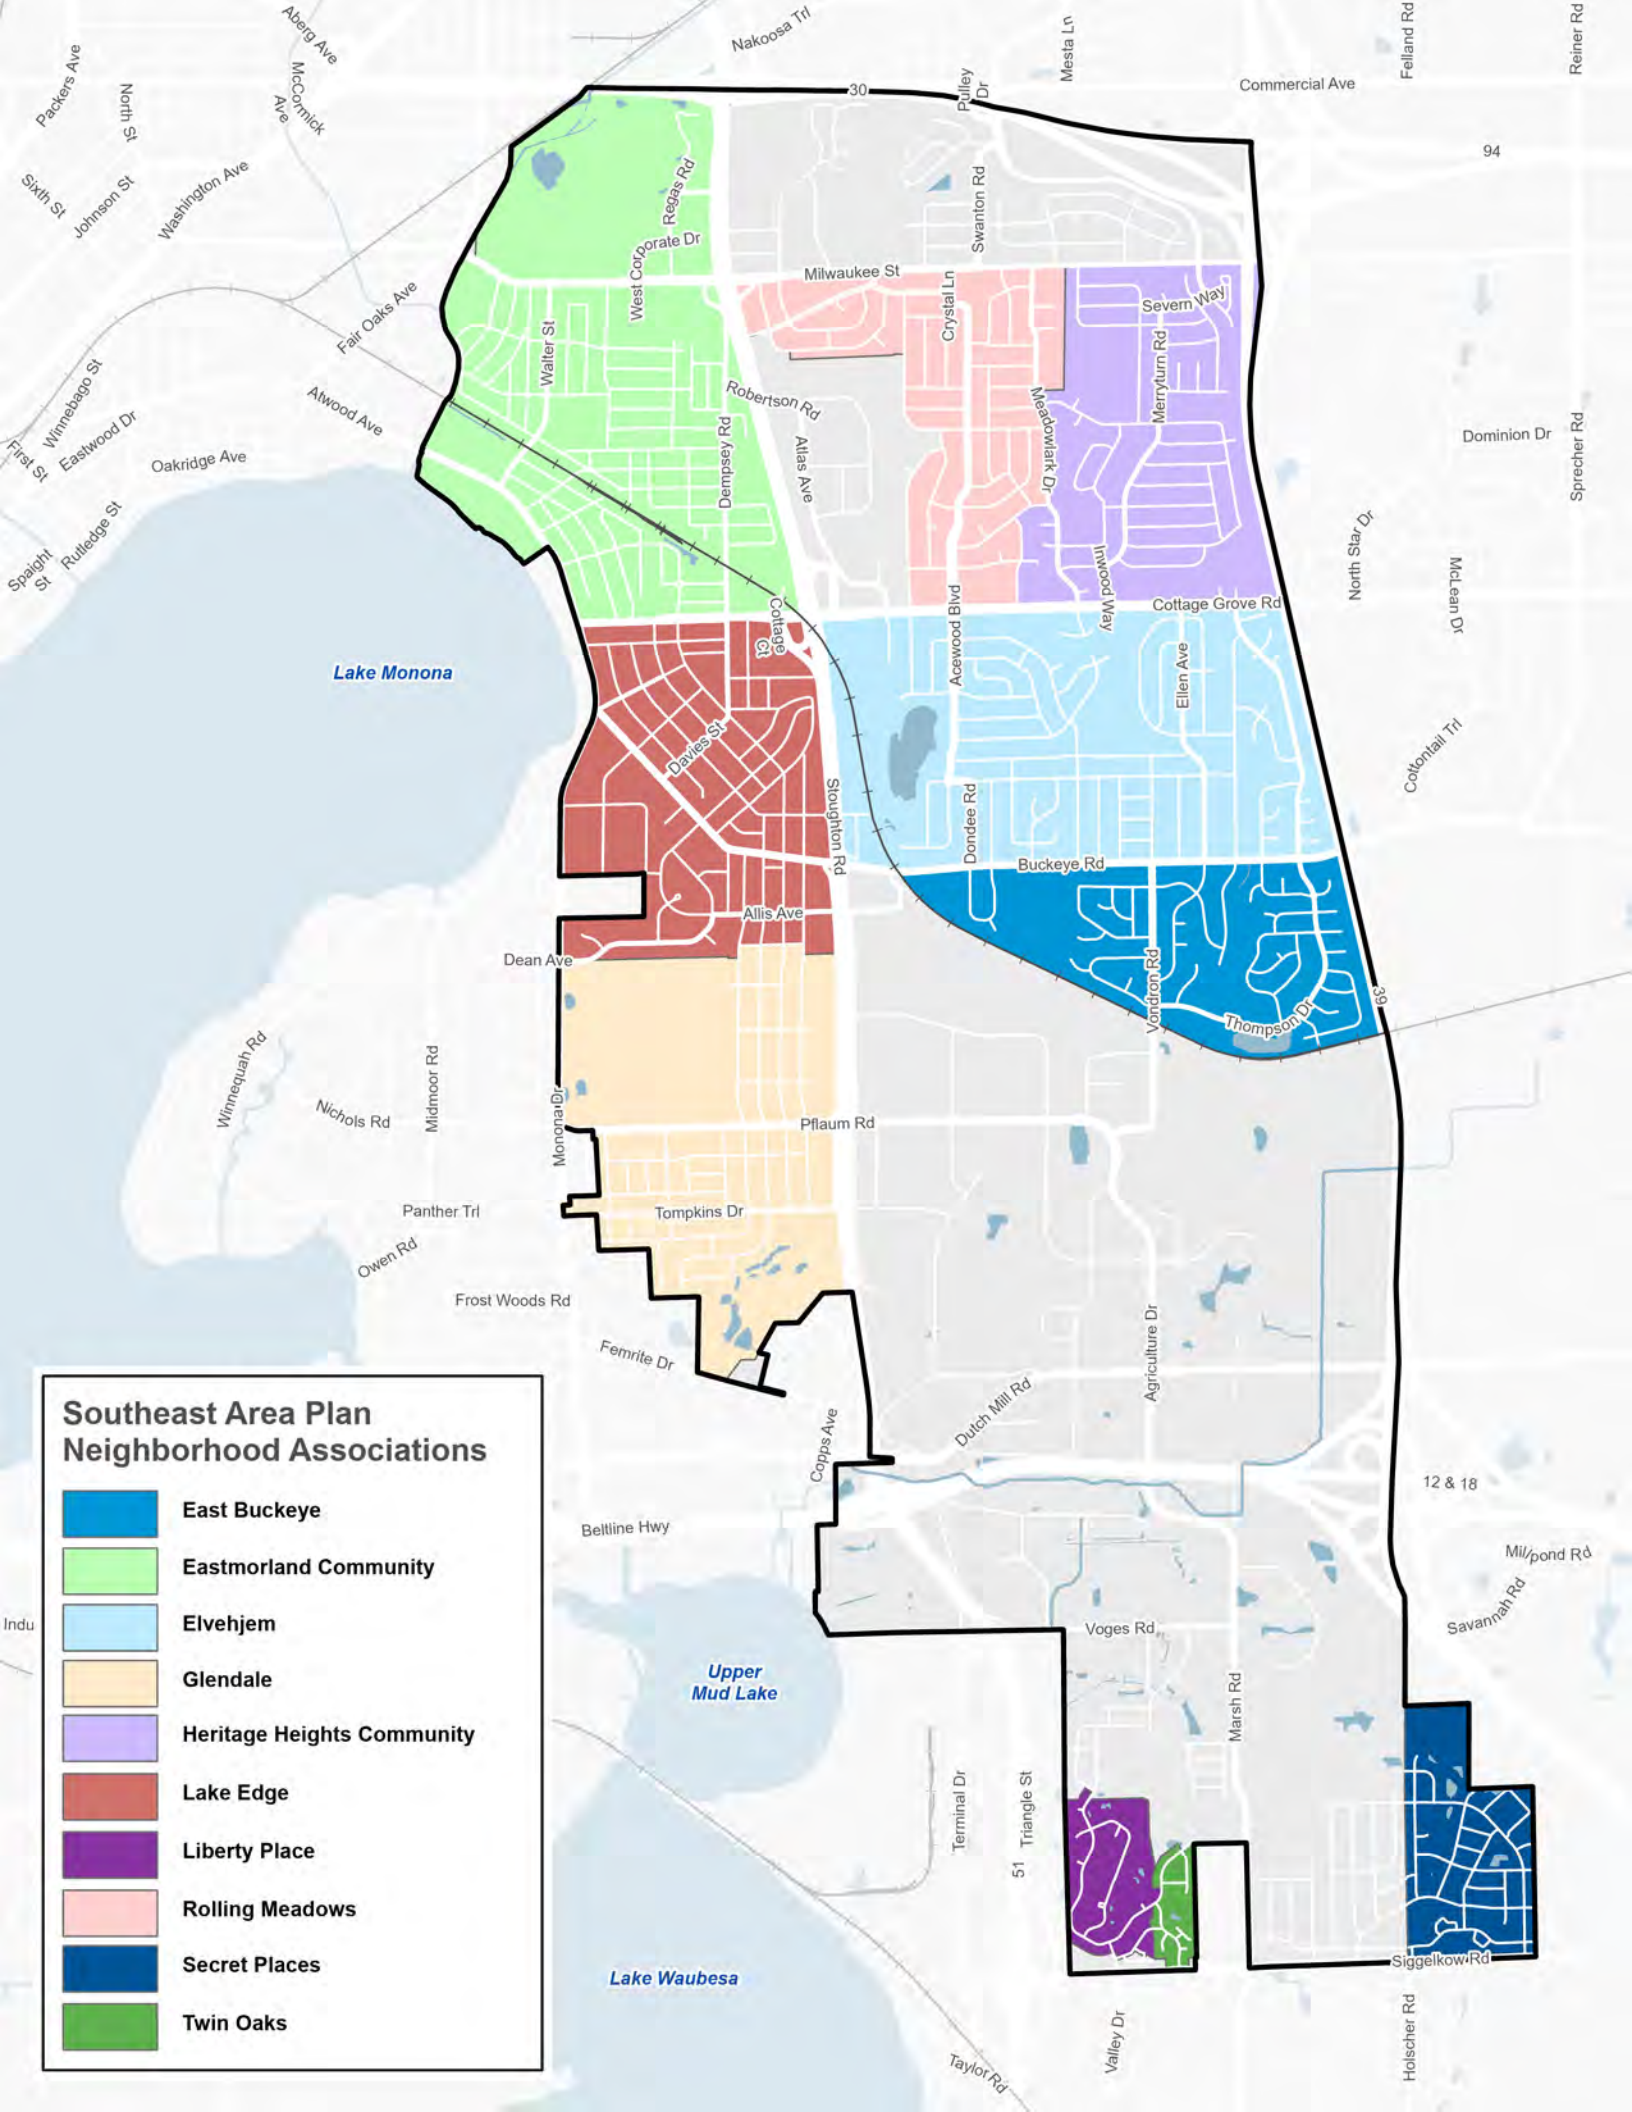 Aberg Ave
Nakoosa Trl
Mesta Ln
Felland Rd
Reiner Rd
Packers Ave
North St
McCormick
Ave
30
Pulley
Dr
Commercial Ave
94
Sixth St
Johnson St
Washington Ave
Regas Rd
Swanton Rd
West Corporate Dr
Milwaukee St
Fair Oaks Ave
Walter St
Crystal Ln
Severn Way
Merryturn Rd
Winnebago St
Eastwood Dr
First St
Atwood Ave
Oakridge Ave
Robertson Rd
Meadowlark Dr
Dominion Dr
Sprecher Rd
Dempsey Rd
Atlas Ave
Spaight
St
Rutledge St
North Star Dr
McLean Dr
Inwood Way
Cottage Grove Rd
Cottage
Ct
Acewood Blvd
Ellen Ave
Lake Monona
Davies St
Cottontail Trl
Stoughton Rd
Dondee Rd
Buckeye Rd
Allis Ave
Dean Ave
Vondron Rd
Thompson Dr
39
Winnequah Rd
Nichols Rd
Midmoor Rd
Monona Dr
Pflaum Rd
Panther Trl
Tompkins Dr
Owen Rd
Frost Woods Rd
Femrite Dr
Agriculture Dr
Dutch Mill Rd
Copps Ave
12 & 18
Beltline Hwy
Millpond Rd
Savannah Rd
Indu
Voges Rd
Upper
Mud Lake
Marsh Rd
Terminal Dr
Triangle St
51
Siggelkow Rd
Lake Waubesa
Valley Dr
Holscher Rd
Taylor Rd
Southeast Area Plan
Neighborhood Associations
East Buckeye
Eastmorland Community
Elvehjem
Glendale
Heritage Heights Community
Lake Edge
Liberty Place
Rolling Meadows
Secret Places
Twin Oaks